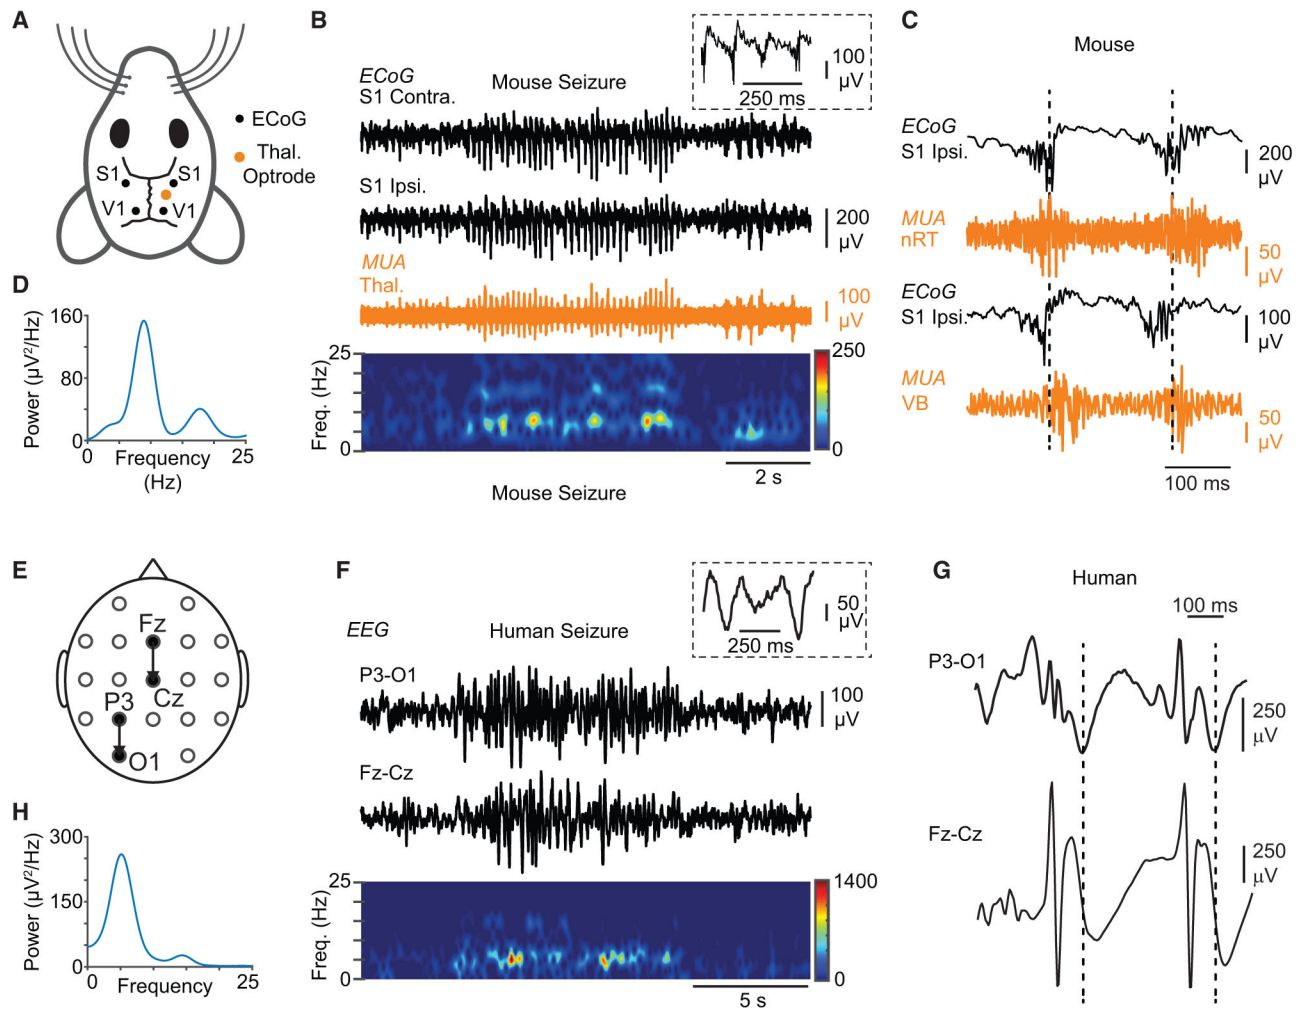 A
ECoG
Thal.
Optrode
S1
S1
V1
V1
B
ECoG
S1 Contra.
Mouse Seizure
100
µV
250 ms
S1 Ipsi.
200
µV
MUA
Thal.
100
µV
25
Freq. (Hz)
0
250
0
2 s
Mouse Seizure
C
Mouse
ECoG
S1 Ipsi.
200
µV
MUA
nRT
50
µV
ECoG
S1 Ipsi.
100
µV
MUA
VB
50
µV
100 ms
D
160
80
0
Power (µV²/Hz)
0
Frequency
(Hz)
25
E
Fz
Cz
P3
O1
F
EEG
Human Seizure
50
µV
250 ms
P3-O1
100
µV
Fz-Cz
25
Freq. (Hz)
0
1400
0
5 s
G
Human
100 ms
P3-O1
250
µV
Fz-Cz
250
µV
H
300
150
0
Power (µV²/Hz)
0
Frequency
25